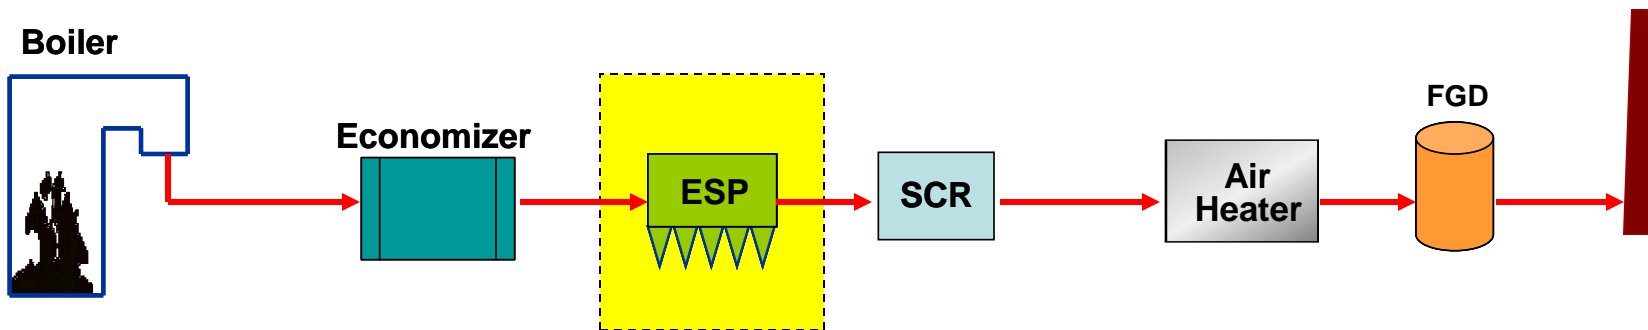 Boiler
Economizer
ESP
SCR
Air
Heater
FGD